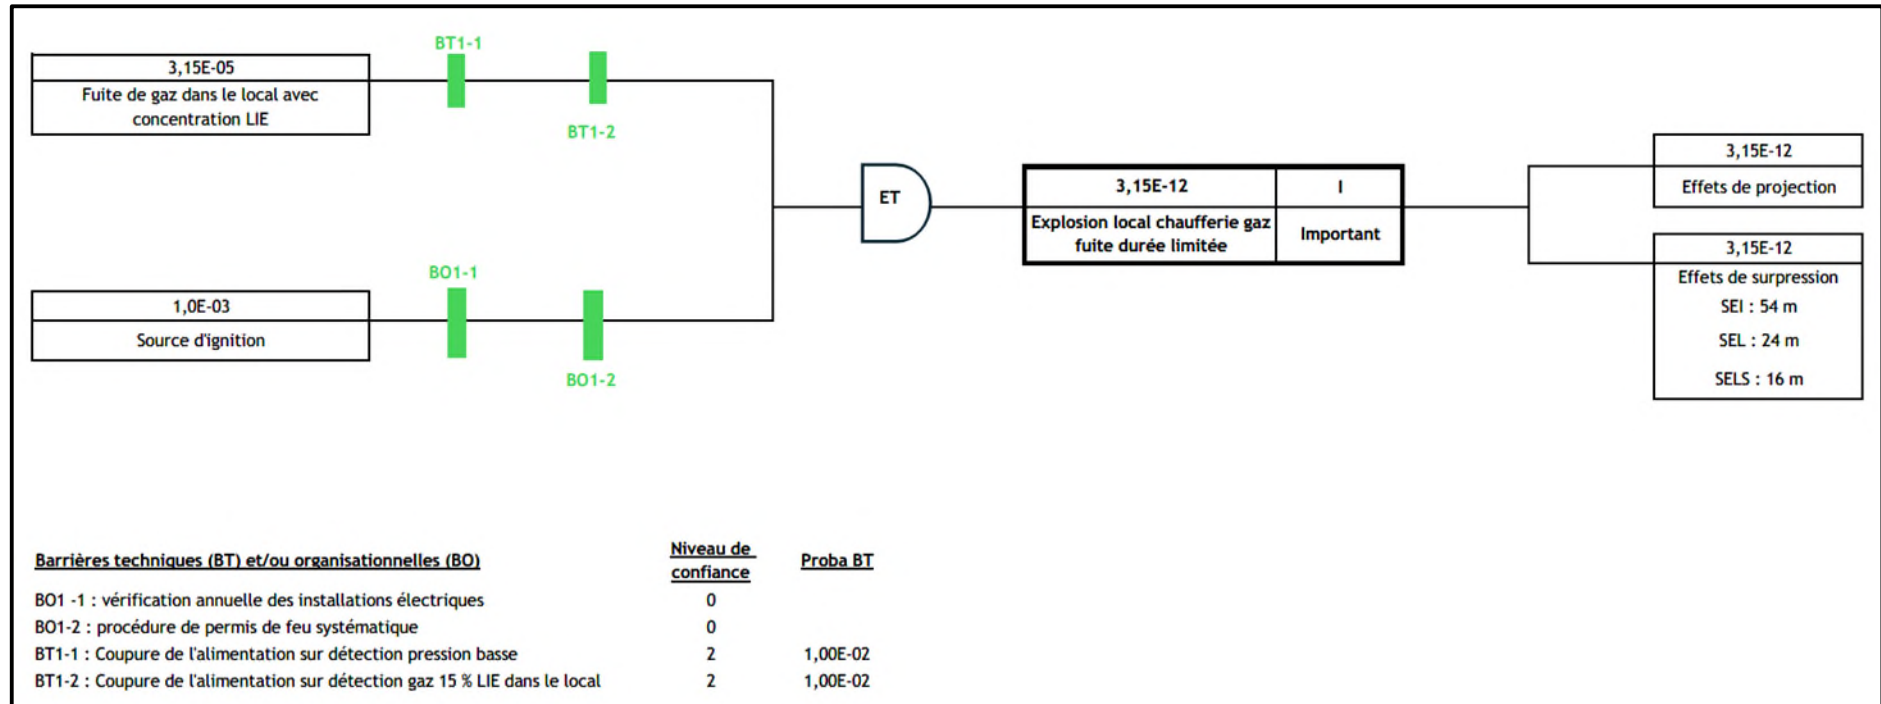 BT1-1
3,15E-05
Fuite de gaz dans le local avec
concentration LIE
BT1-2
ET
3,15E-12
I
Explosion local chaufferie gaz
fuite durée limitée
Important
3,15E-12
Effets de projection
3,15E-12
Effets de surpression
SEI : 54 m
SEL : 24 m
SELS : 16 m
BO1-1
1,0E-03
Source d'ignition
BO1-2
Barrières techniques (BT) et/ou organisationnelles (BO)
Niveau de
confiance
Proba BT
BO1 -1 : vérification annuelle des installations électriques 0
BO1-2 : procédure de permis de feu systématique 0
BT1-1 : Coupure de l'alimentation sur détection pression basse 2 1,00E-02
BT1-2 : Coupure de l'alimentation sur détection gaz 15 % LIE dans le local 2 1,00E-02